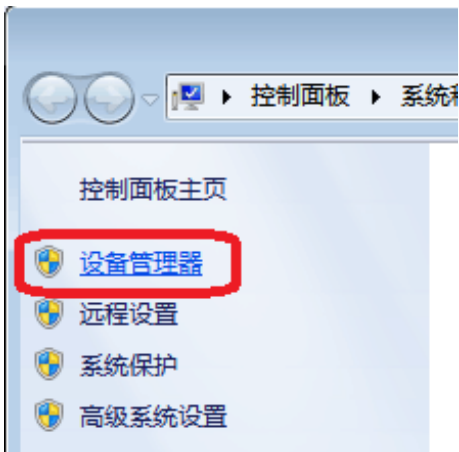 控制面板 ▸ 系统
控制面板主页
设备管理器
远程设置
系统保护
高级系统设置